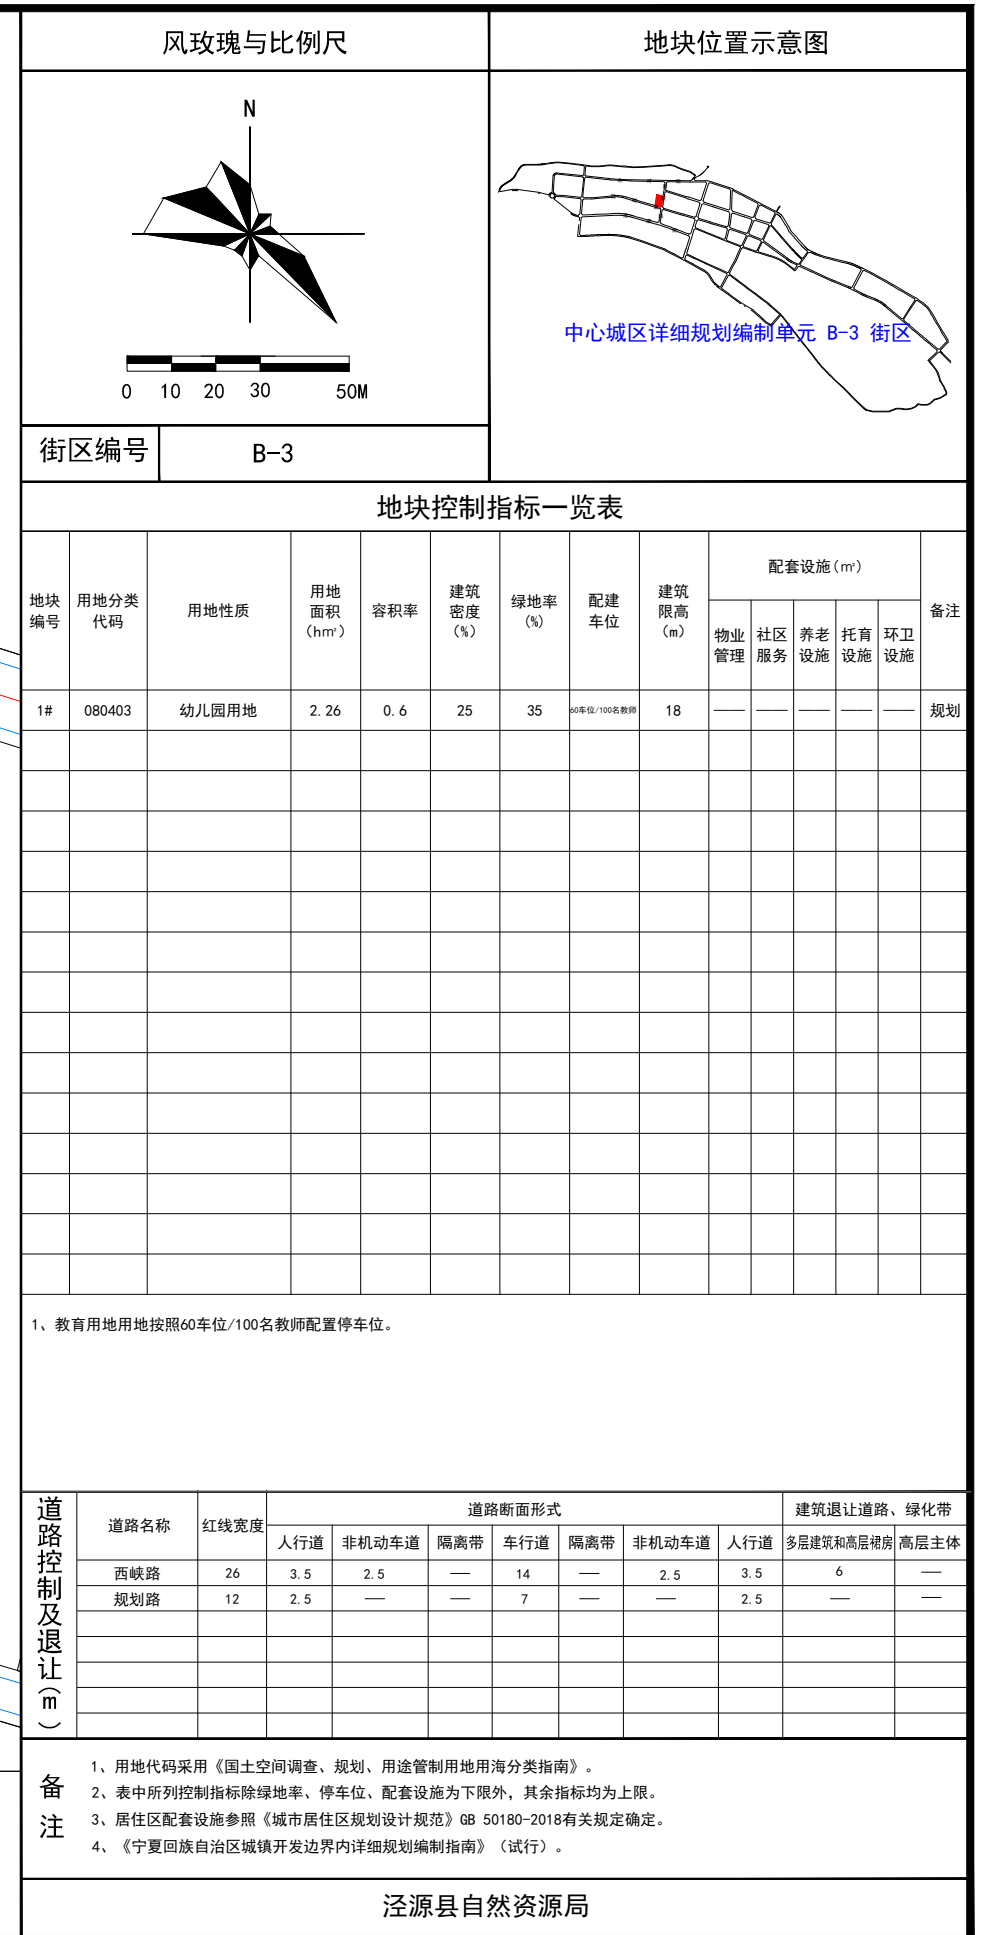 风玫瑰与比例尺
地块位置示意图
N
0 10 20 30 50M
中心城区详细规划编制单元 B-3 街区
街区编号 B-3
地块控制指标一览表
地块编号 用地分类代码 用地性质 用地面积(h㎡) 容积率 建筑密度(%) 绿地率(%) 配建车位 建筑限高(m) 配套设施(㎡) 备注
物业管理 社区服务 养老设施 托育设施 环卫设施
1# 080403 幼儿园用地 2.26 0.6 25 35 60车位/100名教师 18 —— —— —— —— —— 规划
1、教育用地用地按照60车位/100名教师配置停车位。
道路控制及退让(m)
道路名称 红线宽度 道路断面形式 建筑退让道路、绿化带
人行道 非机动车道 隔离带 车行道 隔离带 非机动车道 人行道 多层建筑和高层裙房 高层主体
西峡路 26 3.5 2.5 — 14 — 2.5 3.5 6 —
规划路 12 2.5 — — 7 — — 2.5 — —
备注
1、用地代码采用《国土空间调查、规划、用途管制用地用海分类指南》。
2、表中所列控制指标除绿地率、停车位、配套设施为下限外，其余指标均为上限。
3、居住区配套设施参照《城市居住区规划设计规范》GB 50180-2018有关规定确定。
4、《宁夏回族自治区城镇开发边界内详细规划编制指南》（试行）。
泾源县自然资源局